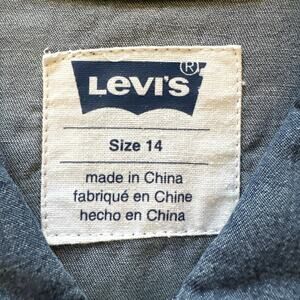 LEVI'S ®
Size 14
made in China
fabriqué en Chine
hecho en China